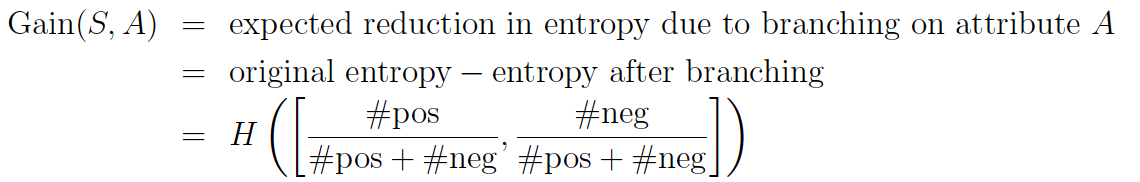 Gain(S, A) = expected reduction in entropy due to branching on attribute A
= original entropy – entropy after branching
= H ([ #pos / #pos + #neg , #neg / #pos + #neg ])